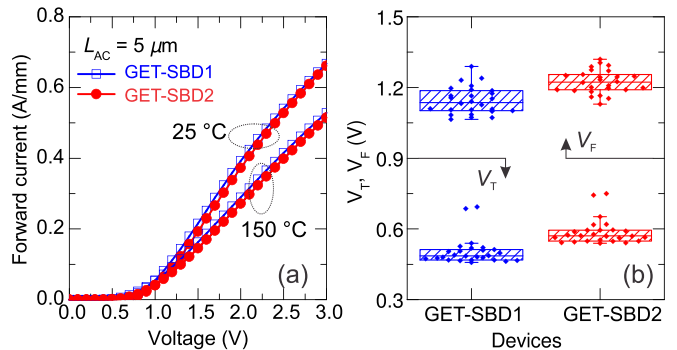 L_AC = 5 μm
GET-SBD1
GET-SBD2
25 °C
150 °C
(a)
Forward current (A/mm)
0.8
0.6
0.4
0.2
0.0
0.0 0.5 1.0 1.5 2.0 2.5 3.0
Voltage (V)
V_T, V_F (V)
1.5
1.2
0.9
0.6
0.3
V_T
V_F
(b)
GET-SBD1 GET-SBD2
Devices